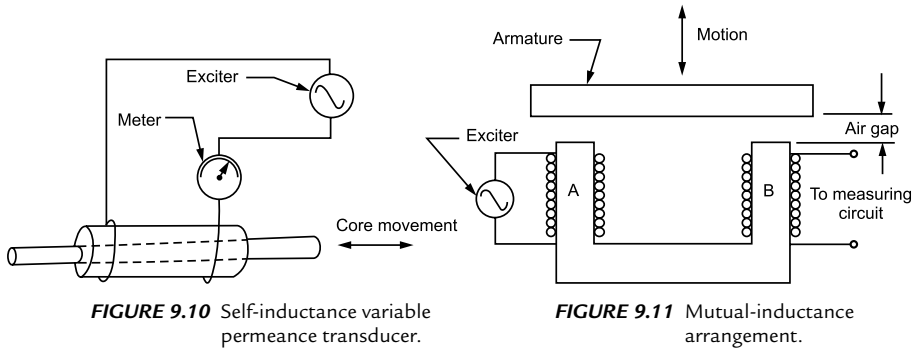 Exciter
Meter
Core movement
FIGURE 9.10 Self-inductance variable
permeance transducer.
Armature
Motion
Air gap
Exciter
A
B
To measuring
circuit
FIGURE 9.11 Mutual-inductance
arrangement.